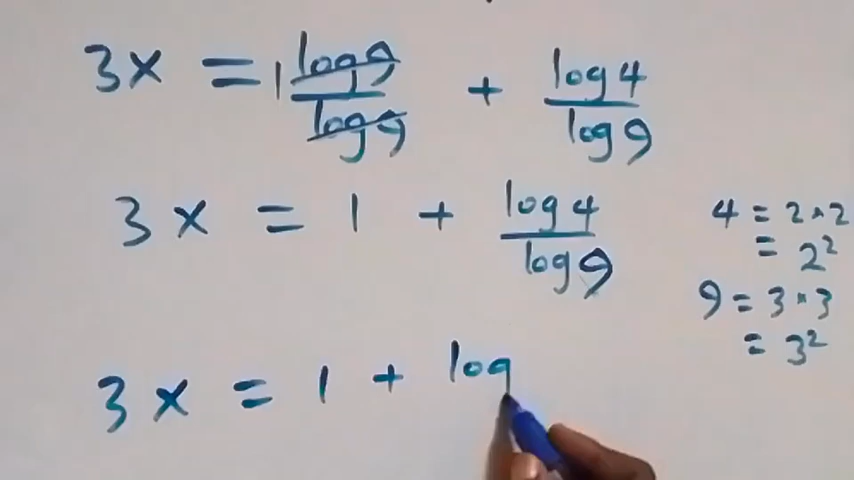 3x = 1 log9/log9 + log4/log9
3x = 1 + log4/log9
4 = 2×2
= 2²
9 = 3×3
= 3²
3x = 1 + log